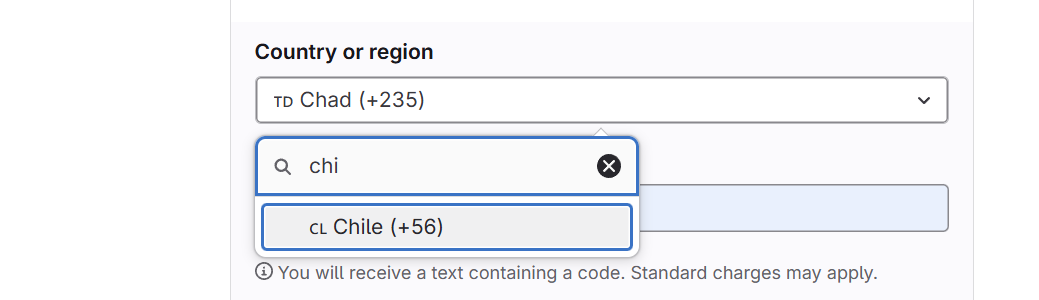 Country or region
TD Chad (+235)
chi
CL Chile (+56)
You will receive a text containing a code. Standard charges may apply.